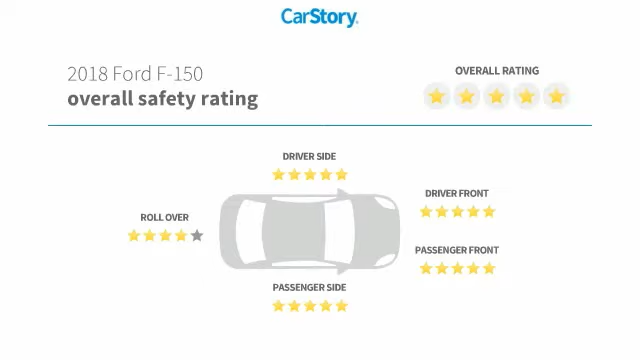 CarStory.
2018 Ford F-150
overall safety rating
OVERALL RATING
DRIVER SIDE
DRIVER FRONT
ROLL OVER
PASSENGER FRONT
PASSENGER SIDE